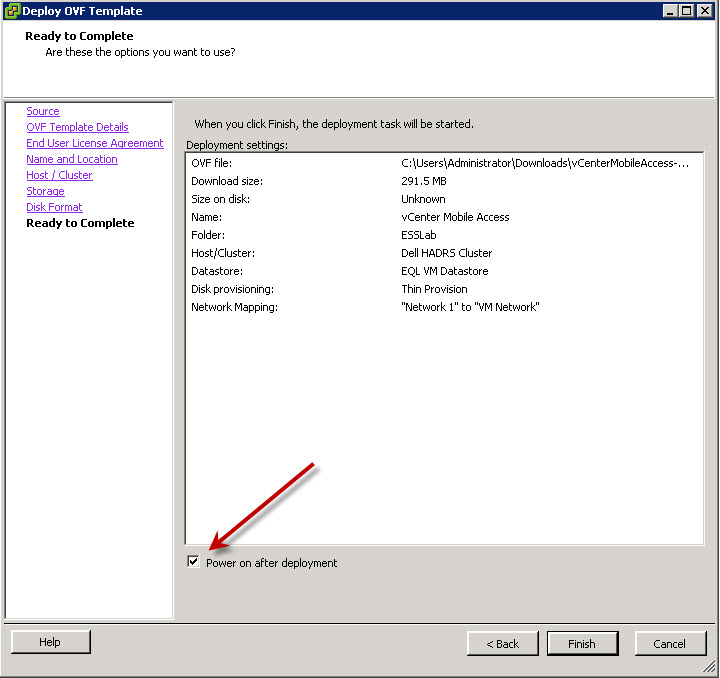 Deploy OVF Template
Ready to Complete
Are these the options you want to use?
Source
OVF Template Details
End User License Agreement
Name and Location
Host / Cluster
Storage
Disk Format
Ready to Complete
When you click Finish, the deployment task will be started.
Deployment settings:
OVF file: C:\Users\Administrator\Downloads\vCenterMobileAccess-...
Download size: 291.5 MB
Size on disk: Unknown
Name: vCenter Mobile Access
Folder: ESSLab
Host/Cluster: Dell HADRS Cluster
Datastore: EQL VM Datastore
Disk provisioning: Thin Provision
Network Mapping: "Network 1" to "VM Network"
Power on after deployment
Help < Back Finish Cancel